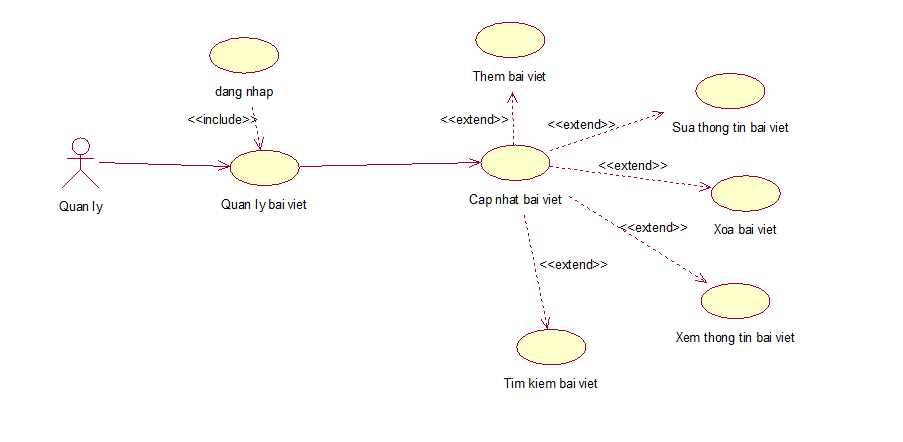 Them bai viet
dang nhap
<<include>>
<<extend>>
<<extend>>
Sua thong tin bai viet
<<extend>>
Quan ly
Quan ly bai viet
Cap nhat bai viet
Xoa bai viet
<<extend>>
<<extend>>
Xem thong tin bai viet
Tim kiem bai viet